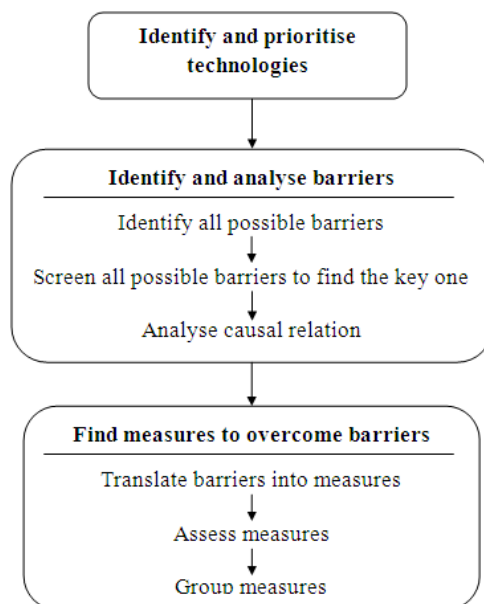 Identify and prioritise
technologies
Identify and analyse barriers
Identify all possible barriers
Screen all possible barriers to find the key one
Analyse causal relation
Find measures to overcome barriers
Translate barriers into measures
Assess measures
Group measures